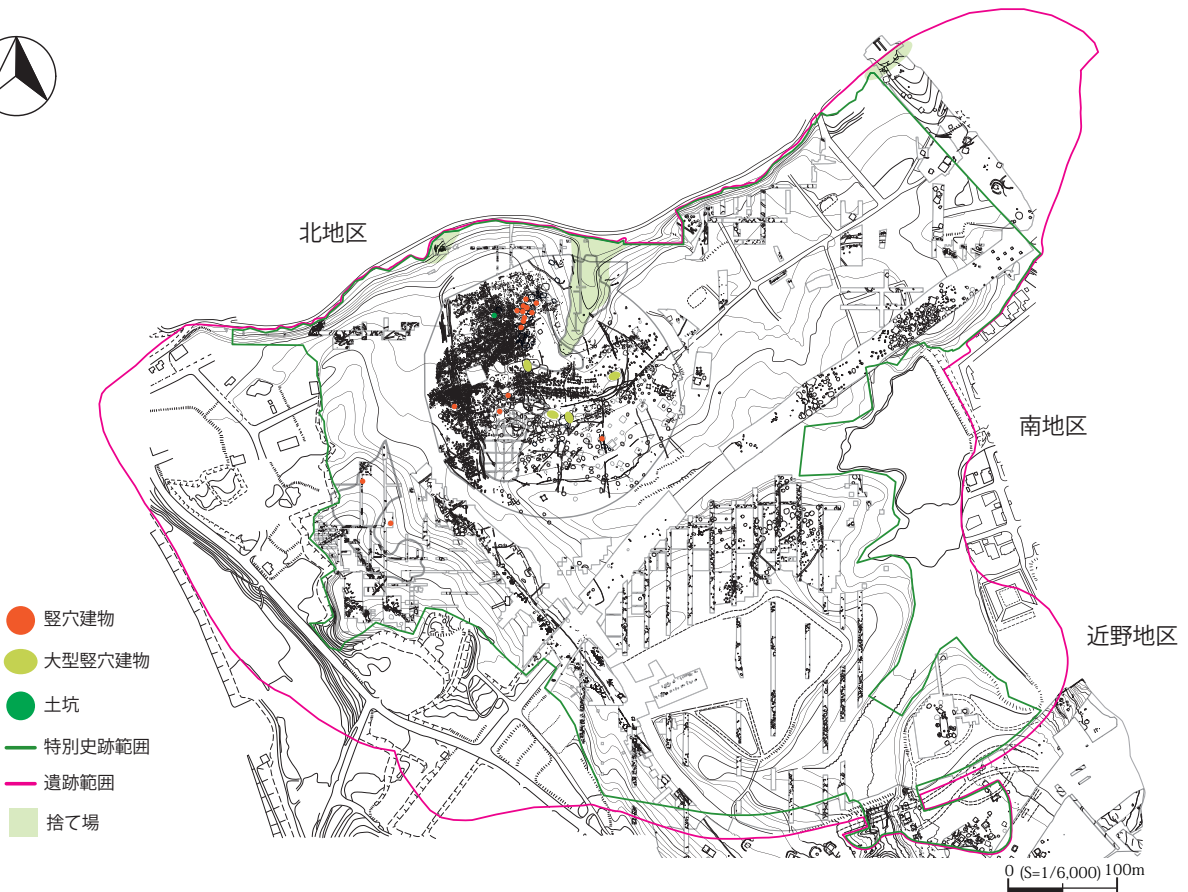 北地区
南地区
近野地区
竪穴建物
大型竪穴建物
土坑
特別史跡範囲
遺跡範囲
捨て場
0 (S=1/6,000) 100m